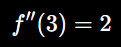 f''(3) = 2